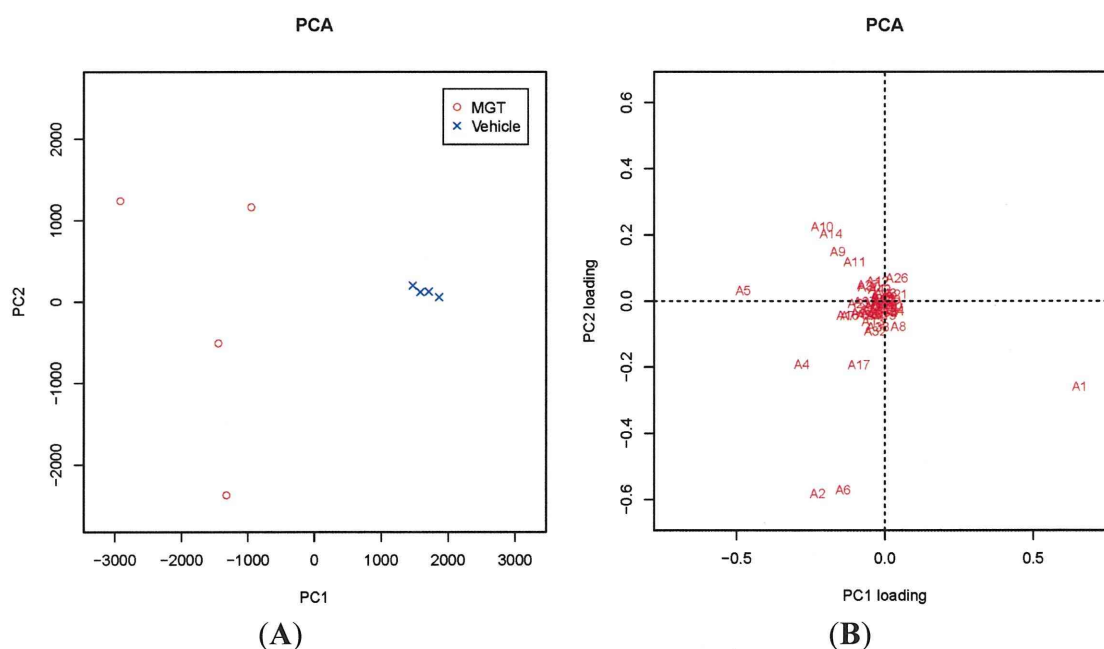 PCA
MGT
Vehicle
PC2
2000
1000
0
−1000
−2000
−3000 −2000 −1000 0 1000 2000 3000
PC1
(A)
PCA
PC2 loading
0.6
0.4
0.2
0.0
−0.2
−0.4
−0.6
A10
A14
A9
A11
A26
A5
A8
A4
A17
A1
A2
A6
−0.5 0.0 0.5
PC1 loading
(B)